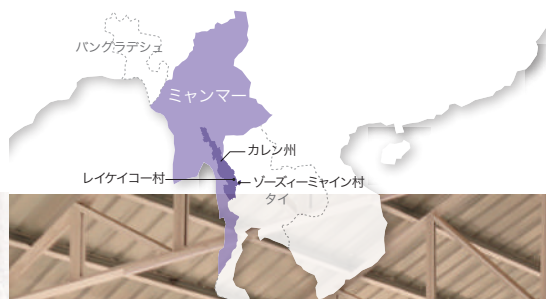 バングラデシュ
ミャンマー
カレン州
レイケイコー村
ゾーズィーミャイン村
タイ